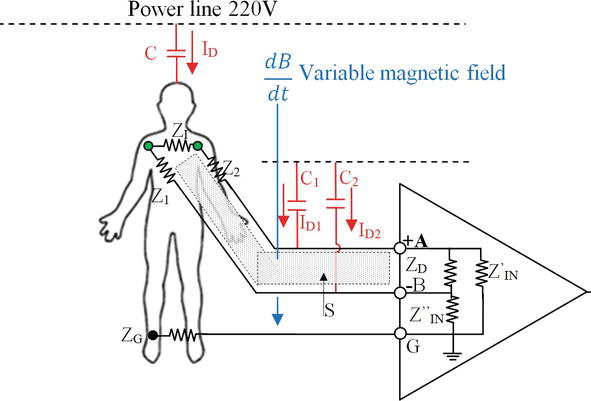 Power line 220V
C
I_D
dB
dt
Variable magnetic field
Z_I
Z_2
Z_1
C_1
C_2
I_D1
I_D2
+A
Z_D
Z'_IN
-B
S
Z''_IN
Z_G
G